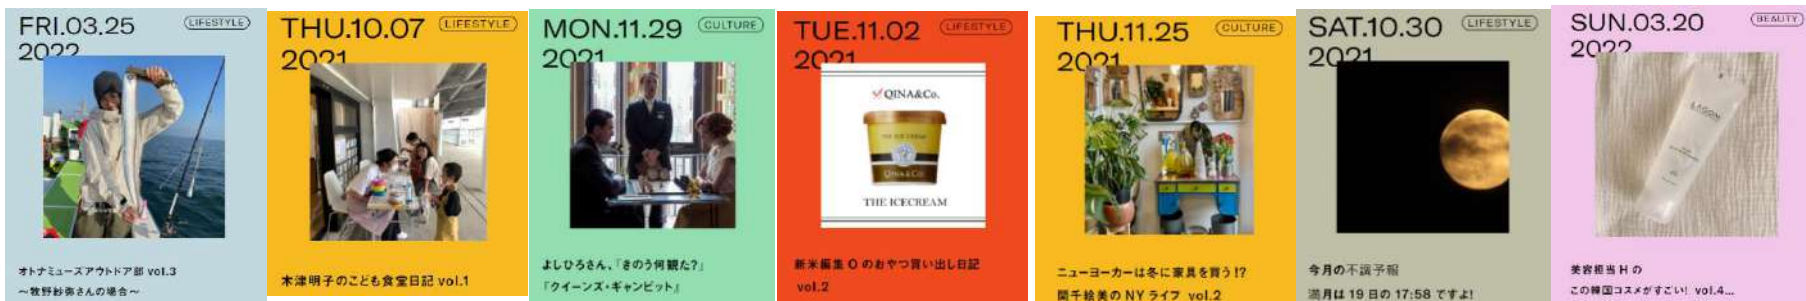 FRI.03.25
LIFESTYLE
2022
オトナミューズアウトドア部 vol.3
～牧野紗弥さんの場合～
THU.10.07
LIFESTYLE
2021
木津明子のこども食堂日記 vol.1
MON.11.29
CULTURE
2021
よしひろさん、「きのう何観た?」
『クイーンズ・ギャンビット』
TUE.11.02
LIFESTYLE
2021
QINA&Co.
THE ICE CREAM
QINA&CO
THE ICECREAM
新米編集 O のおやつ買い出し日記
vol.2
THU.11.25
CULTURE
2021
ニューヨーカーは冬に家具を買う!?
関千絵美の NY ライフ vol.2
SAT.10.30
LIFESTYLE
2021
今月の不調予報
満月は 19 日の 17:58 ですよ!
SUN.03.20
BEAUTY
2022
LAGOM
美容担当 H の
この韓国コスメがすごい! vol.4...